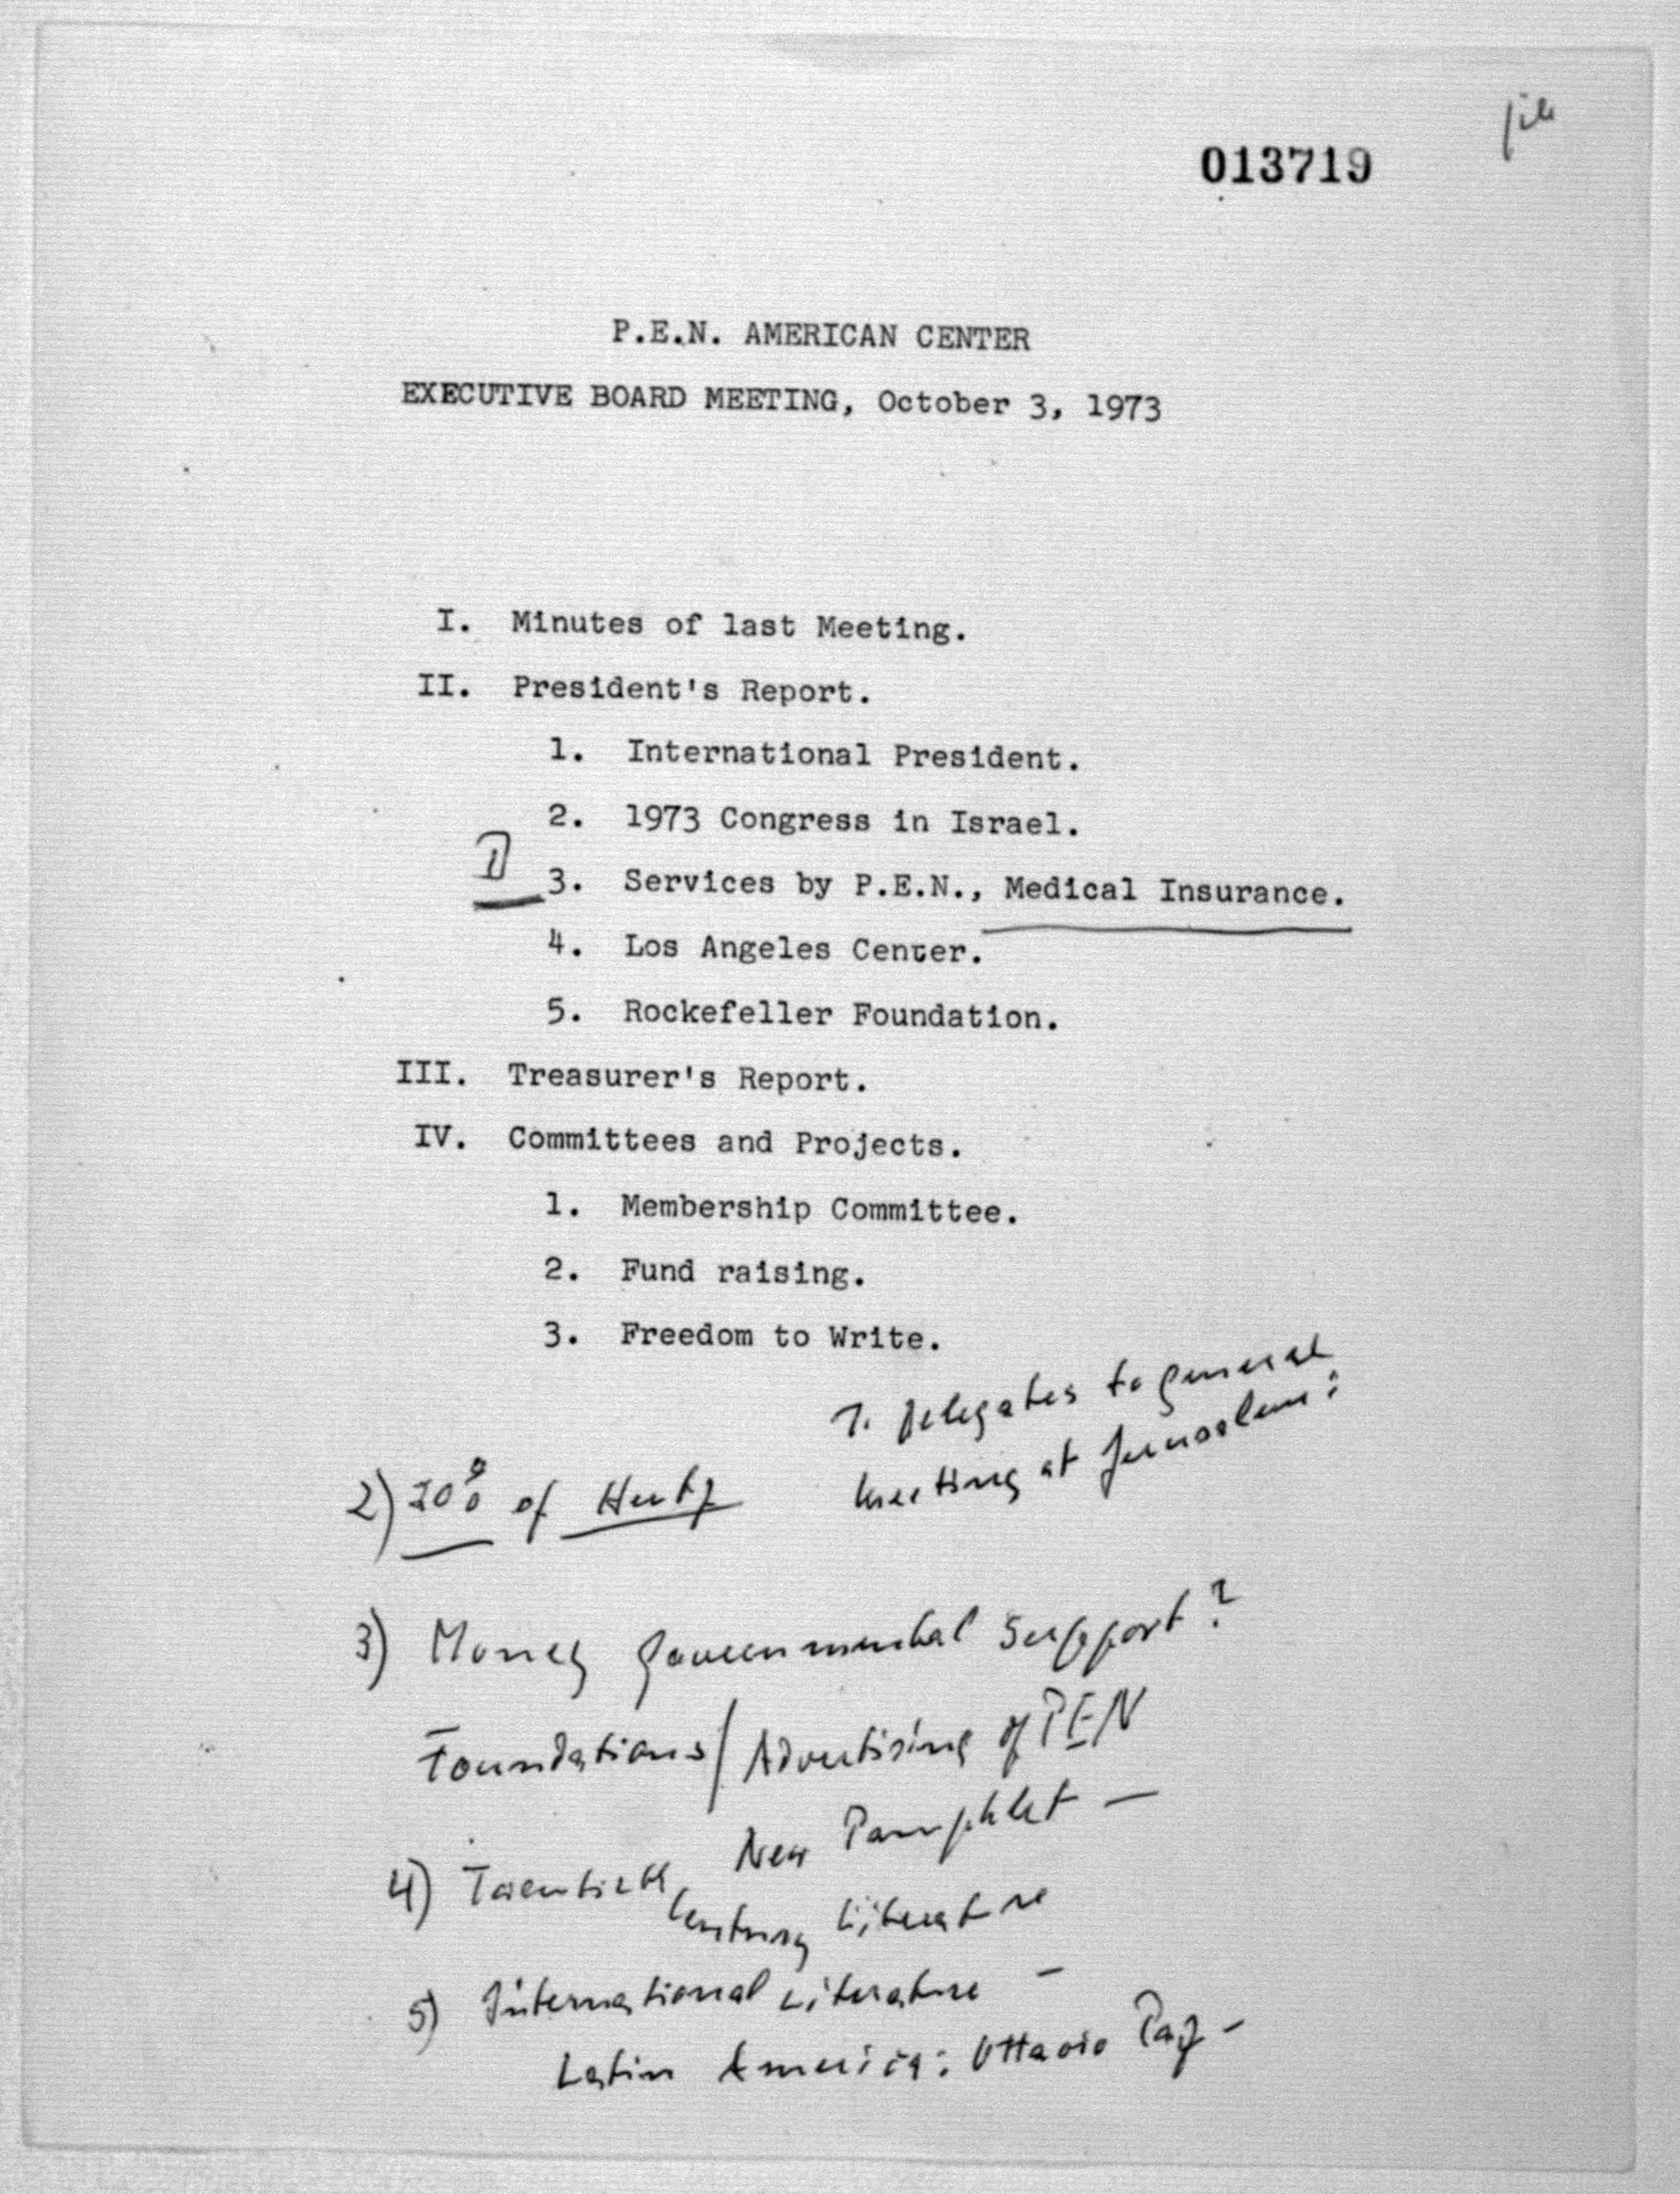 file
013719
P.E.N. AMERICAN CENTER
EXECUTIVE BOARD MEETING, October 3, 1973
I. Minutes of last Meeting.
II. President's Report.
1. International President.
2. 1973 Congress in Israel.
3. Services by P.E.N., Medical Insurance.
4. Los Angeles Center.
5. Rockefeller Foundation.
III. Treasurer's Report.
IV. Committees and Projects.
1. Membership Committee.
2. Fund raising.
3. Freedom to Write.
Delegates to general
meeting at Jerusalem:
2) 20% of Hertz
3) Money governmental support?
Foundations / Advertising of PEN
New Pamphlet —
4) Twentieth
Century Literature
5) International Literature —
Latin America: Ottavio Paz -